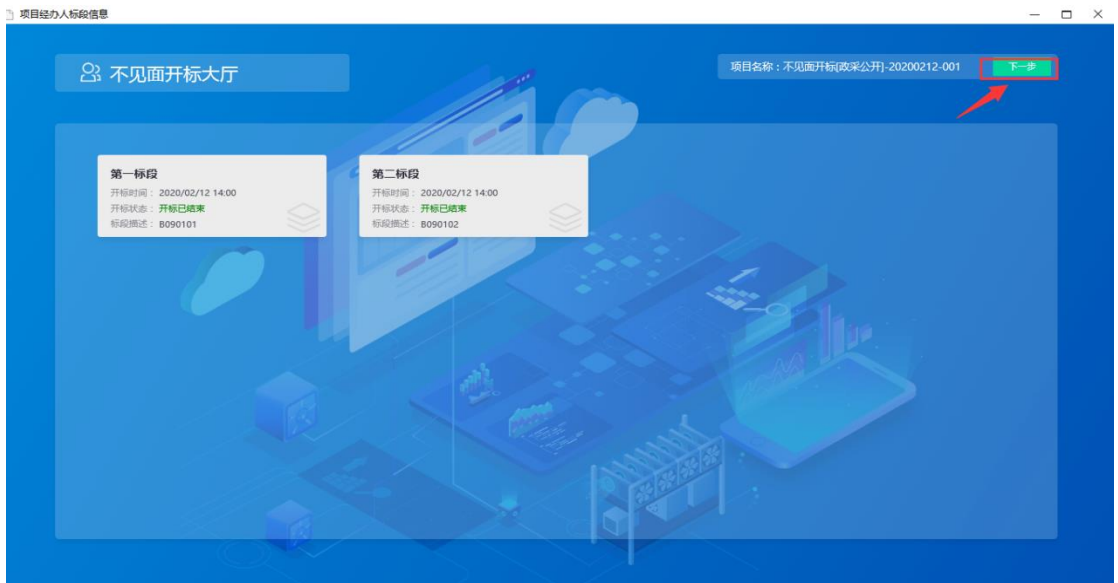 项目经办人标段信息
不见面开标大厅
项目名称：不见面开标[政采公开]-20200212-001
下一步
第一标段
开标时间： 2020/02/12 14:00
开标状态： 开标已结束
标段描述： B090101
第二标段
开标时间： 2020/02/12 14:00
开标状态： 开标已结束
标段描述： B090102